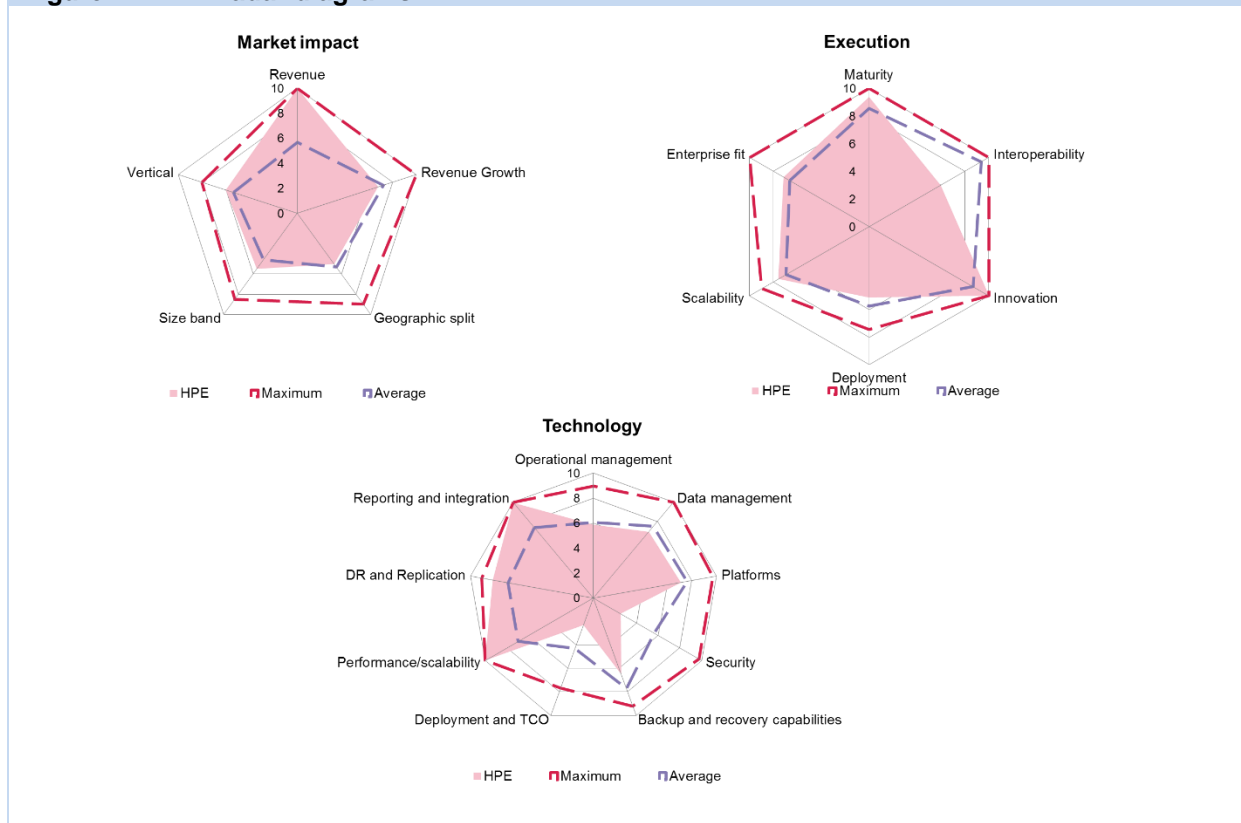 Market impact
Revenue
10
8
6
4
2
0
Vertical
Revenue Growth
Size band
Geographic split
HPE Maximum Average
Execution
Maturity
10
8
6
4
2
0
Enterprise fit
Interoperability
Scalability
Innovation
Deployment
HPE Maximum Average
Technology
Operational management
10
8
6
4
2
0
Reporting and integration
Data management
DR and Replication
Platforms
Performance/scalability
Security
Deployment and TCO
Backup and recovery capabilities
HPE Maximum Average